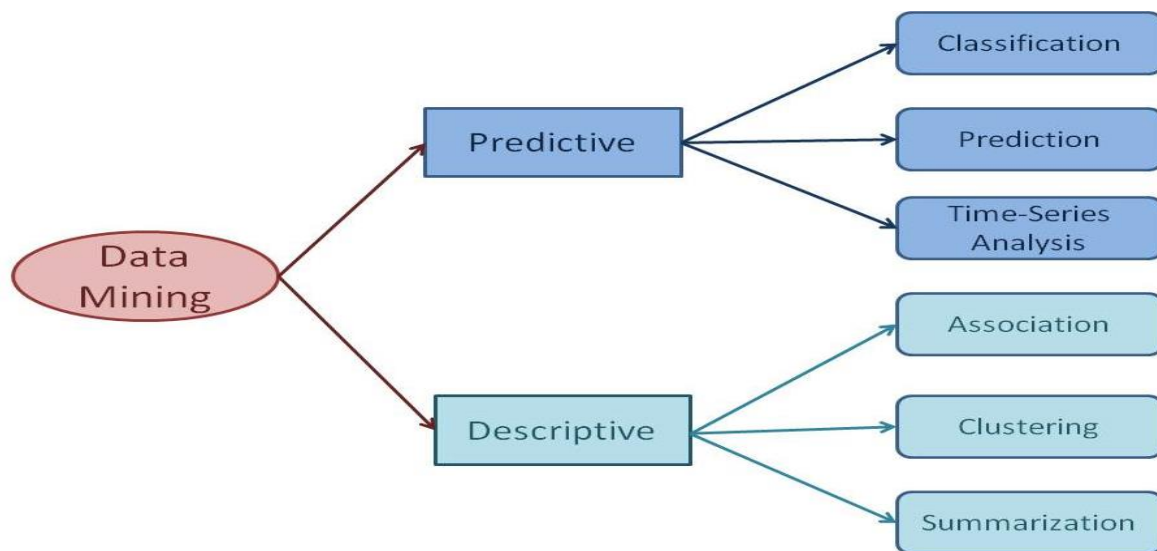 Data
Mining
Predictive
Classification
Prediction
Time-Series
Analysis
Descriptive
Association
Clustering
Summarization